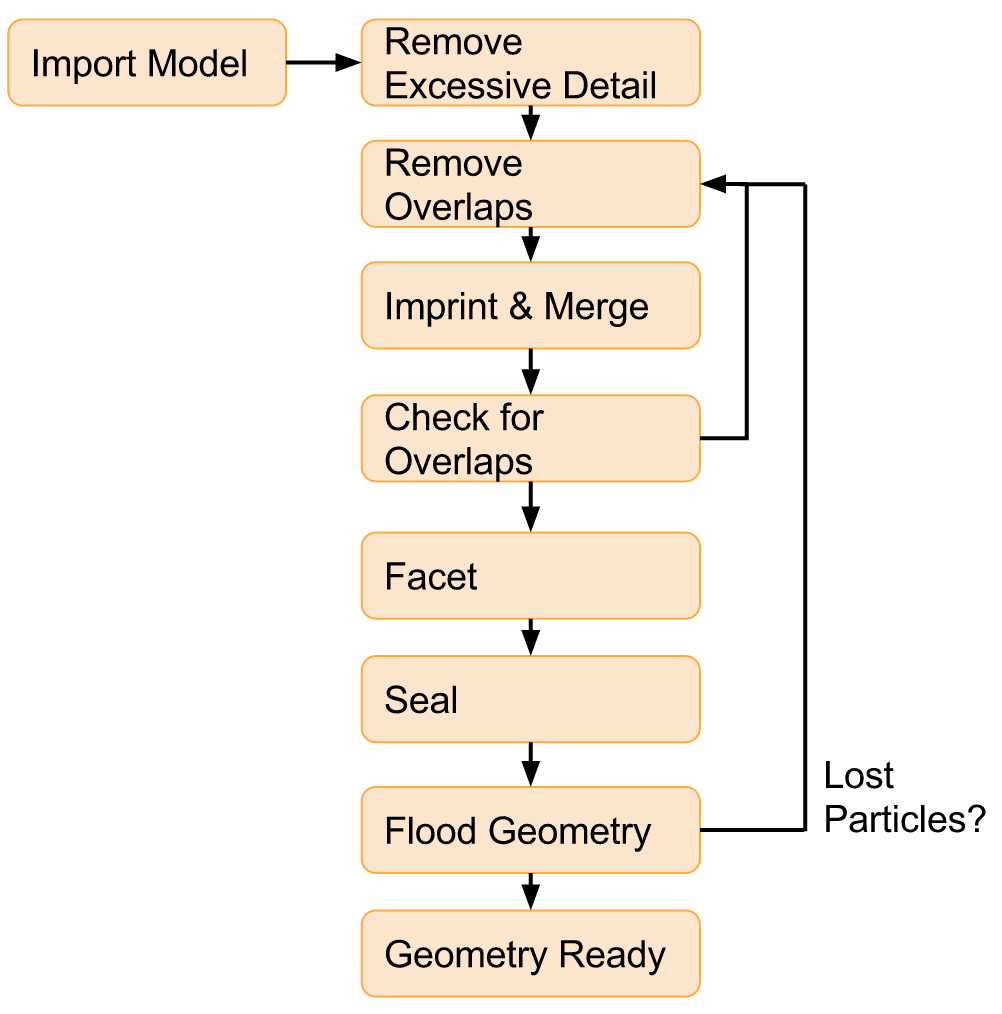 Import Model
Remove
Excessive Detail
Remove
Overlaps
Imprint & Merge
Check for
Overlaps
Facet
Seal
Lost
Particles?
Flood Geometry
Geometry Ready